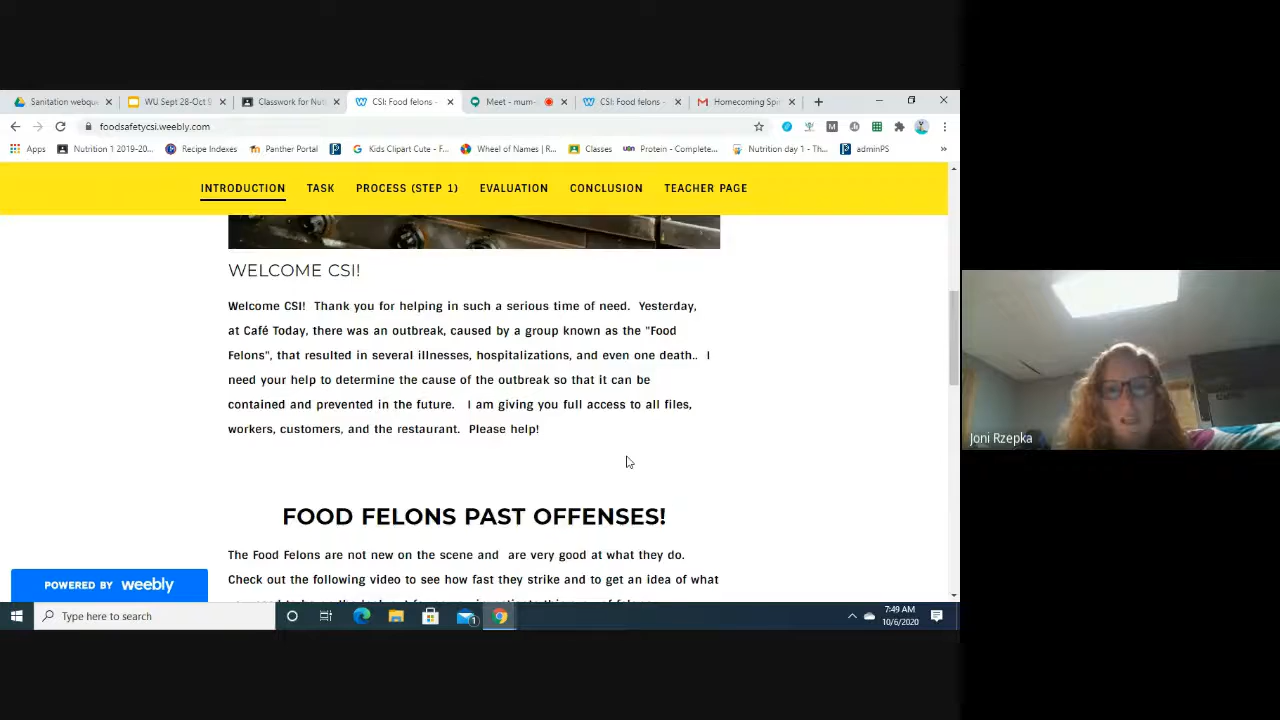 Sanitation webqu
WU Sept 28-Oct 9
Classwork for Nut
CSI: Food felons -
Meet - mum-
CSI: Food felons -
Homecoming Spi
foodsafetycsi.weebly.com
Apps
Nutrition 1 2019-20...
Recipe Indexes
Panther Portal
Kids Clipart Cute - F...
Wheel of Names | R...
Classes
Protein - Complete...
Nutrition day 1 - Th...
adminPS
»
INTRODUCTION
TASK
PROCESS (STEP 1)
EVALUATION
CONCLUSION
TEACHER PAGE
WELCOME CSI!
Welcome CSI! Thank you for helping in such a serious time of need. Yesterday,
at Café Today, there was an outbreak, caused by a group known as the "Food
Felons", that resulted in several illnesses, hospitalizations, and even one death.. I
need your help to determine the cause of the outbreak so that it can be
contained and prevented in the future. I am giving you full access to all files,
workers, customers, and the restaurant. Please help!
Joni Rzepka
FOOD FELONS PAST OFFENSES!
The Food Felons are not new on the scene and are very good at what they do.
Check out the following video to see how fast they strike and to get an idea of what
POWERED BY weebly
Type here to search
1
7:49 AM
10/6/2020